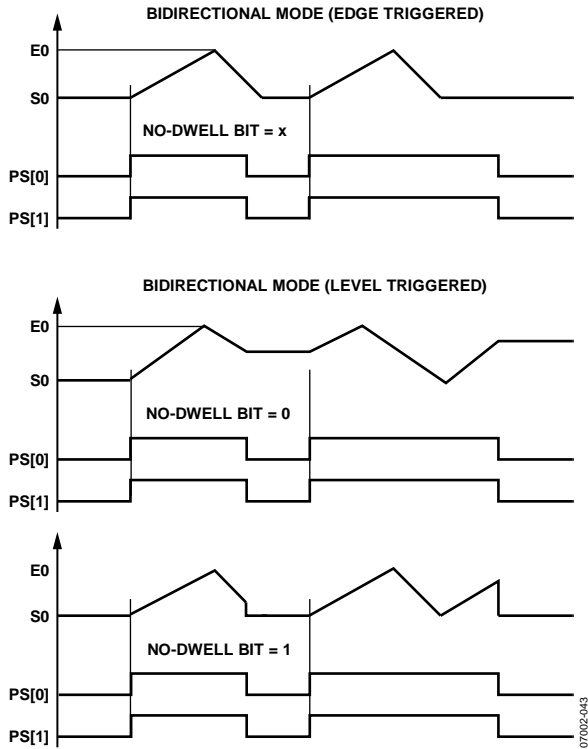 BIDIRECTIONAL MODE (EDGE TRIGGERED)
E0
S0
NO-DWELL BIT = x
PS[0]
PS[1]
BIDIRECTIONAL MODE (LEVEL TRIGGERED)
E0
S0
NO-DWELL BIT = 0
PS[0]
PS[1]
E0
S0
NO-DWELL BIT = 1
PS[0]
PS[1]
07002-043